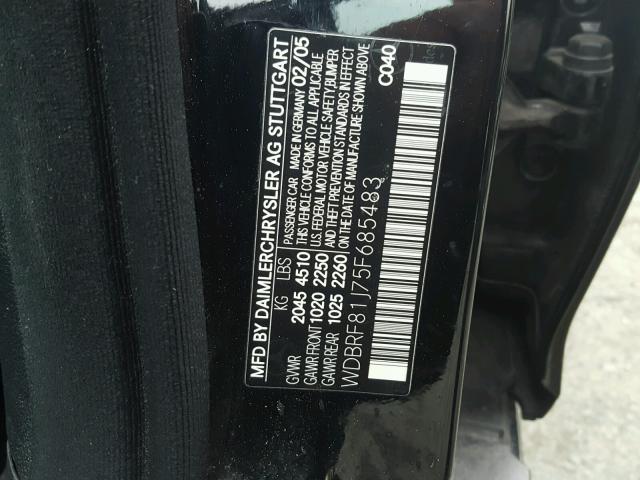 MFD BY DAIMLERCHRYSLER AG STUTTGART
KG LBS PASSENGER CAR MADE IN GERMANY 02/05
GVWR 2045 4510 THIS VEHICLE CONFORMS TO ALL APPLICABLE
GAWR FRONT 1020 2250 U.S. FEDERAL MOTOR VEHICLE SAFETY, BUMPER
GAWR REAR 1025 2260 AND THEFT PREVENTION STANDARDS IN EFFECT
ON THE DATE OF MANUFACTURE SHOWN ABOVE
WDBRF81J75F685483
C040